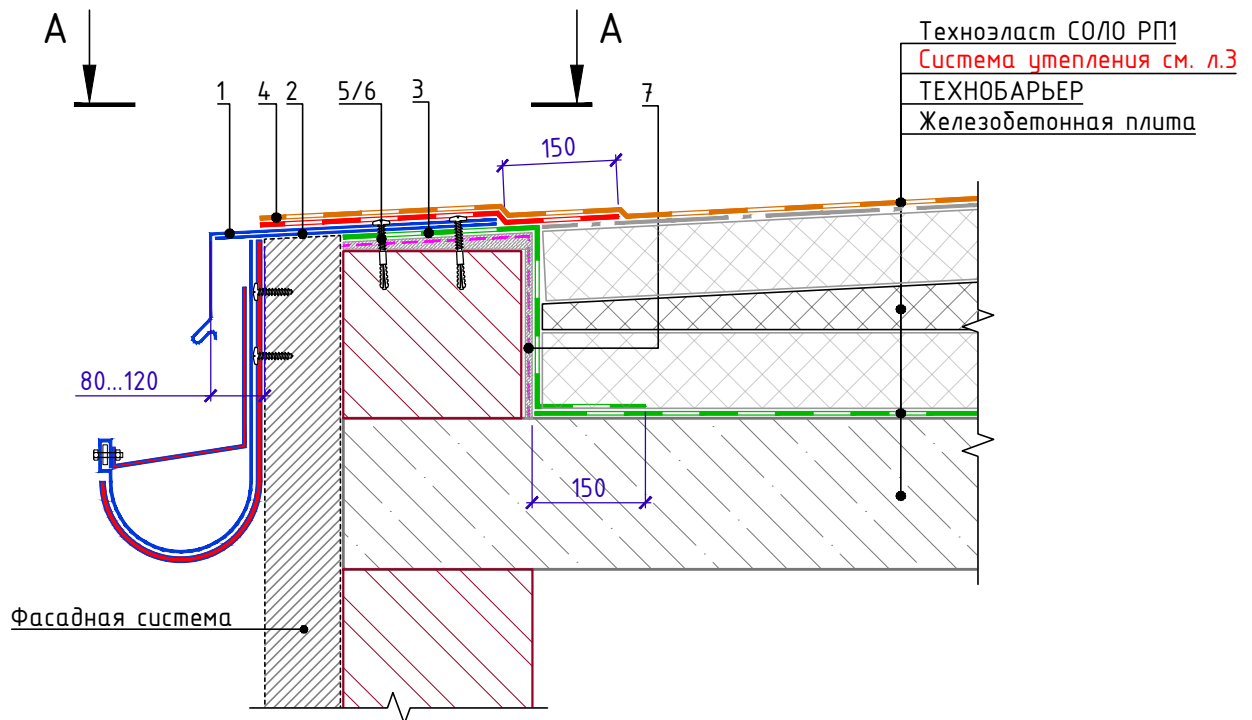 А
А
Техноэласт СОЛО РП1
Система утепления см. л.3
ТЕХНОБАРЬЕР
Железобетонная плита
1
4
2
5/6
3
7
150
80...120
150
Фасадная система